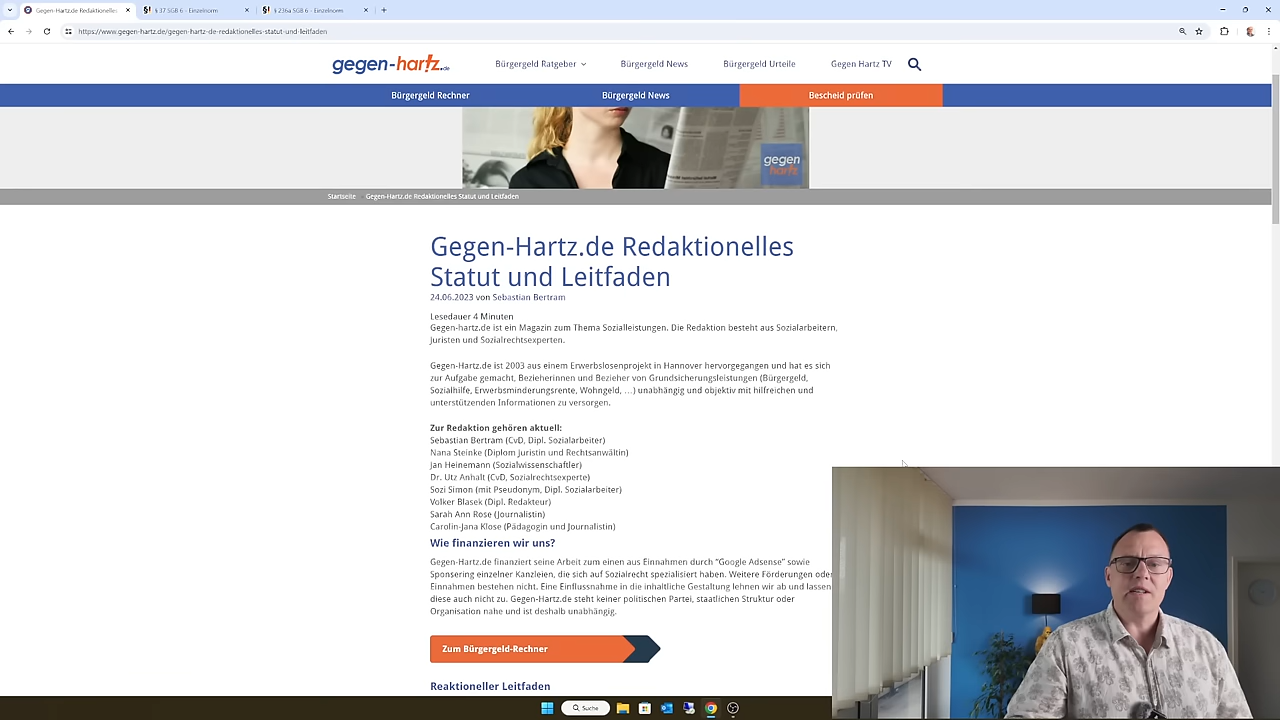 Gegen-Hartz.de Redaktionelles
§ 37 SGB 6 - Einzelnorm
§ 236a SGB 6 - Einzelnorm
https://www.gegen-hartz.de/gegen-hartz-de-redaktionelles-statut-und-leitfaden
gegen-hartz.de
Bürgergeld Ratgeber
Bürgergeld News
Bürgergeld Urteile
Gegen Hartz TV
Bürgergeld Rechner
Bürgergeld News
Bescheid prüfen
gegen
hartz
Startseite
Gegen-Hartz.de Redaktionelles Statut und Leitfaden
Gegen-Hartz.de Redaktionelles
Statut und Leitfaden
24.06.2023 von Sebastian Bertram
Lesedauer 4 Minuten
Gegen-hartz.de ist ein Magazin zum Thema Sozialleistungen. Die Redaktion besteht aus Sozialarbeitern,
Juristen und Sozialrechtsexperten.
Gegen-Hartz.de ist 2003 aus einem Erwerbslosenprojekt in Hannover hervorgegangen und hat es sich
zur Aufgabe gemacht, Bezieherinnen und Bezieher von Grundsicherungsleistungen (Bürgergeld,
Sozialhilfe, Erwerbsminderungsrente, Wohngeld, …) unabhängig und objektiv mit hilfreichen und
unterstützenden Informationen zu versorgen.
Zur Redaktion gehören aktuell:
Sebastian Bertram (CvD, Dipl. Sozialarbeiter)
Nana Steinke (Diplom Juristin und Rechtsanwältin)
Jan Heinemann (Sozialwissenschaftler)
Dr. Utz Anhalt (CvD, Sozialrechtsexperte)
Sozi Simon (mit Pseudonym, Dipl. Sozialarbeiter)
Volker Blasek (Dipl. Redakteur)
Sarah Ann Rose (Journalistin)
Carolin-Jana Klose (Pädagogin und Journalistin)
Wie finanzieren wir uns?
Gegen-Hartz.de finanziert seine Arbeit zum einen aus Einnahmen durch “Google Adsense” sowie
Sponsering einzelner Kanzleien, die sich auf Sozialrecht spezialisiert haben. Weitere Förderungen oder
Einnahmen bestehen nicht. Eine Einflussnahme in die inhaltliche Gestaltung lehnen wir ab und lassen
diese auch nicht zu. Gegen-Hartz.de steht keiner politischen Partei, staatlichen Struktur oder
Organisation nahe und ist deshalb unabhängig.
Zum Bürgergeld-Rechner
Reaktioneller Leitfaden
Suche